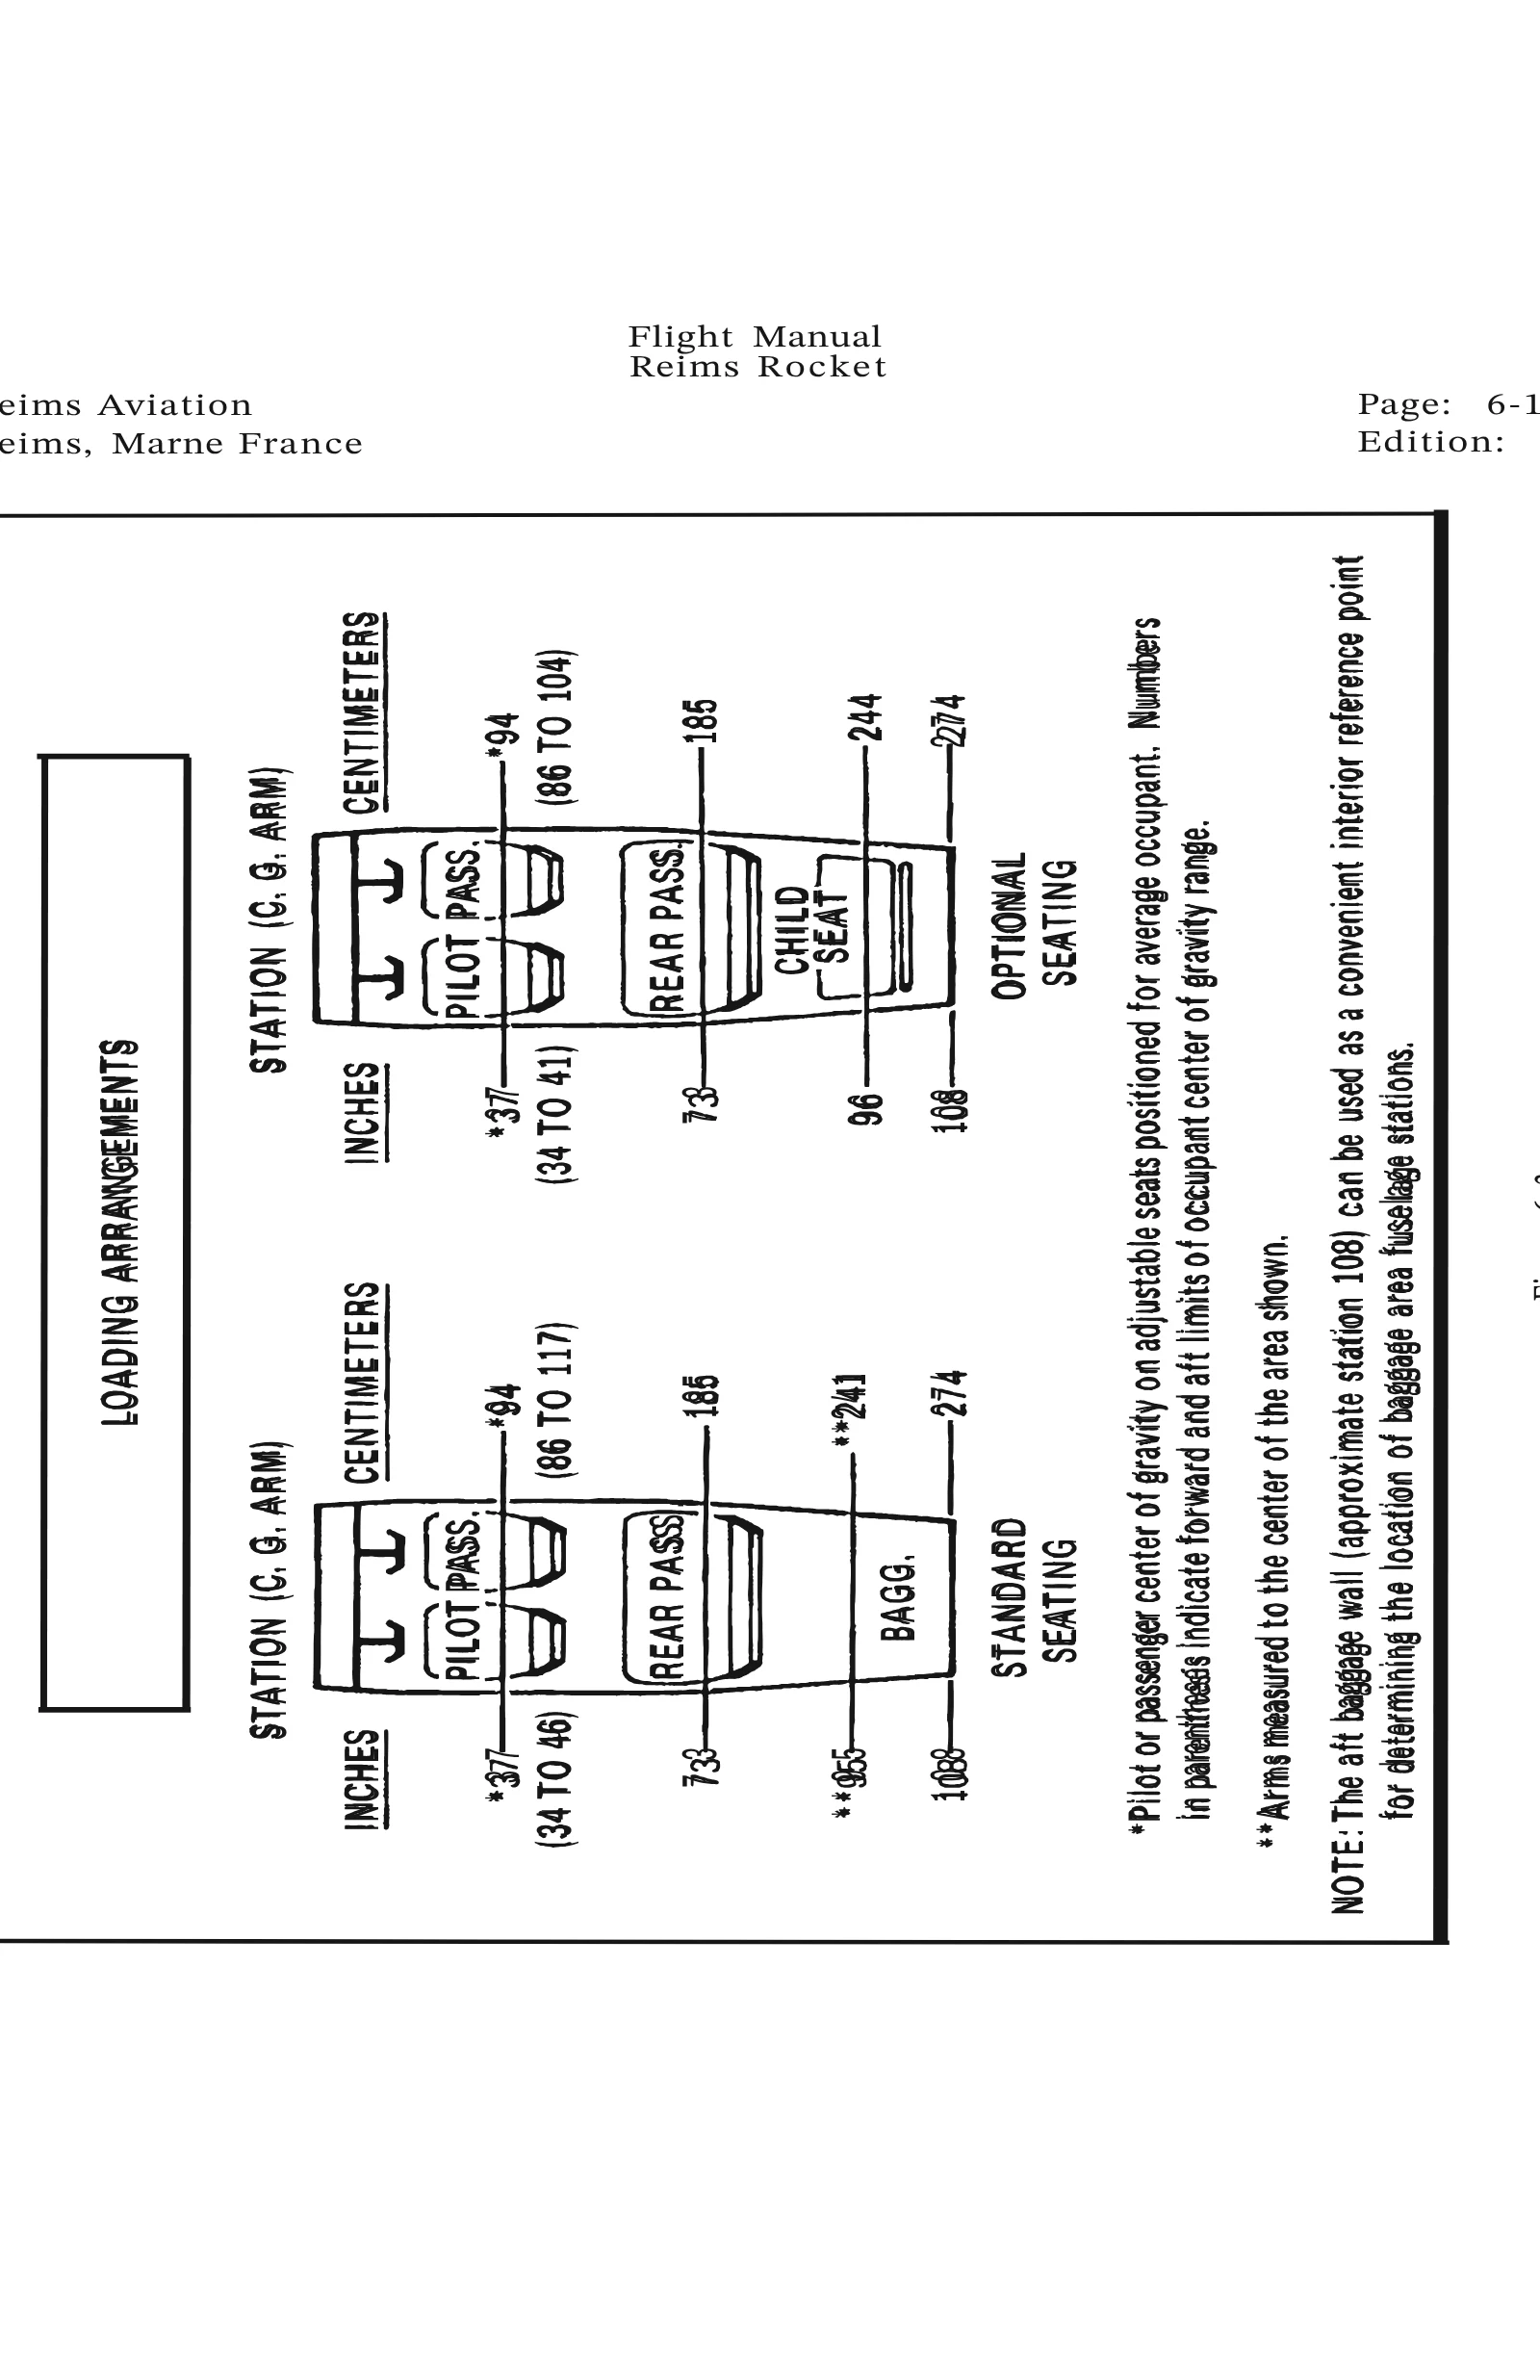 Flight Manual
Reims Rocket
eims Aviation
eims, Marne France
Page: 6-1
Edition:
LOADING ARRANGEMENTS
STATION (C. G. ARM)
INCHES
CENTIMETERS
*37
*94
(34 TO 46)
(86 TO 117)
PILOT
PASS.
73
185
REAR PASS.
**95
**241
BAGG.
108
274
STANDARD
SEATING
STATION (C. G. ARM)
INCHES
CENTIMETERS
*37
*94
(34 TO 41)
(86 TO 104)
PILOT
PASS.
73
185
REAR PASS.
CHILD
SEAT
96
244
108
274
OPTIONAL
SEATING
*Pilot or passenger center of gravity on adjustable seats positioned for average occupant. Numbers
in parentheses indicate forward and aft limits of occupant center of gravity range.
**Arms measured to the center of the area shown.
NOTE: The aft baggage wall (approximate station 108) can be used as a convenient interior reference point
for determining the location of baggage area fuselage stations.